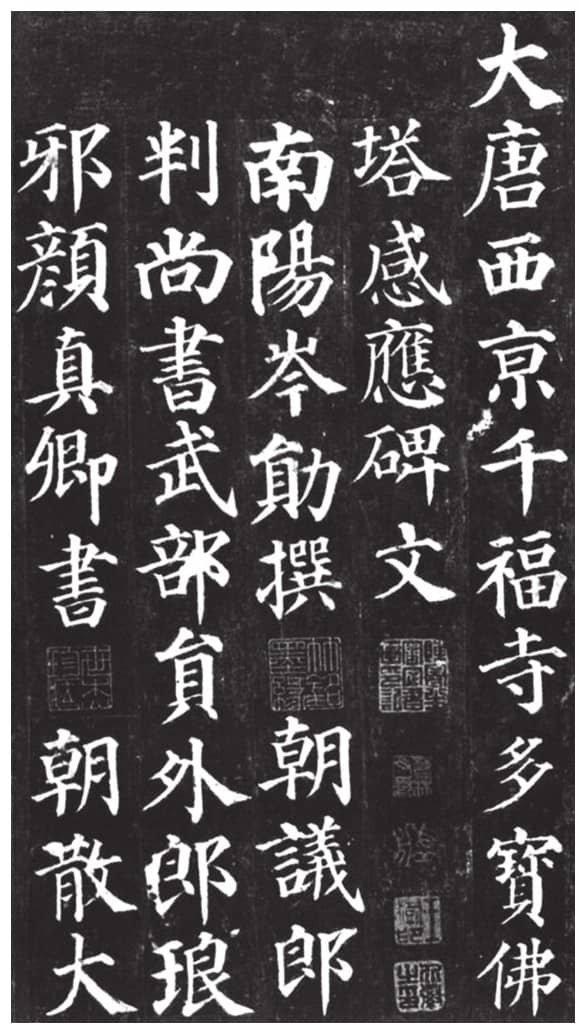 大唐西亰千福寺多寶佛
塔感應碑文
南陽岑勛撰 朝議郎
判尚書武部員外郎琅
邪顏真卿書 朝散大